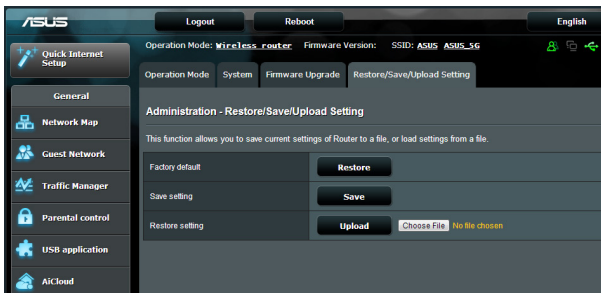 ASUS Logout Reboot English
Quick Internet Setup
Operation Mode: Wireless router Firmware Version: SSID: ASUS ASUS_5G
Operation Mode System Firmware Upgrade Restore/Save/Upload Setting
General
Network Map
Guest Network
Traffic Manager
Parental control
USB application
AiCloud
Administration - Restore/Save/Upload Setting
This function allows you to save current settings of Router to a file, or load settings from a file.
Factory default Restore
Save setting Save
Restore setting Upload Choose File No file chosen